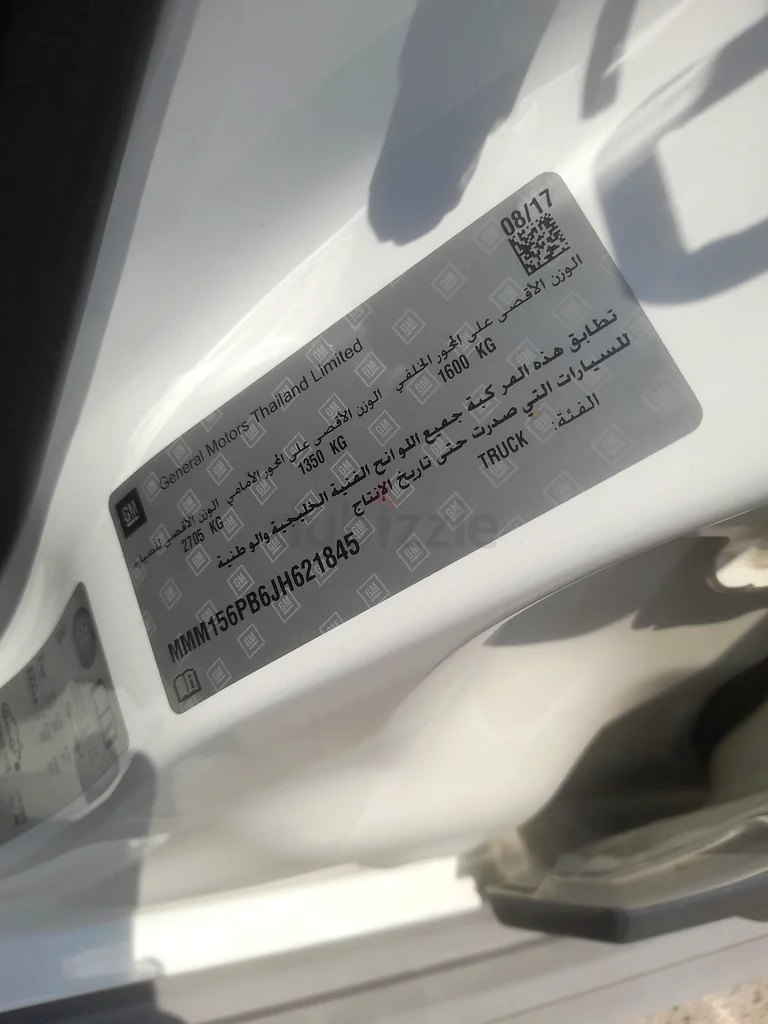 08/17
GM
General Motors Thailand Limited
الوزن الأقصى للسيارة
الوزن الأقصى على المحور الأمامي
الوزن الأقصى على المحور الخلفي
2705 KG
1350 KG
1600 KG
تطابق هذه المركبة جميع اللوائح الفنية الخليجية والوطنية
للسيارات التي صدرت حتى تاريخ الإنتاج
MMM156PB6JH621845
الفئة:
TRUCK
dubizzle